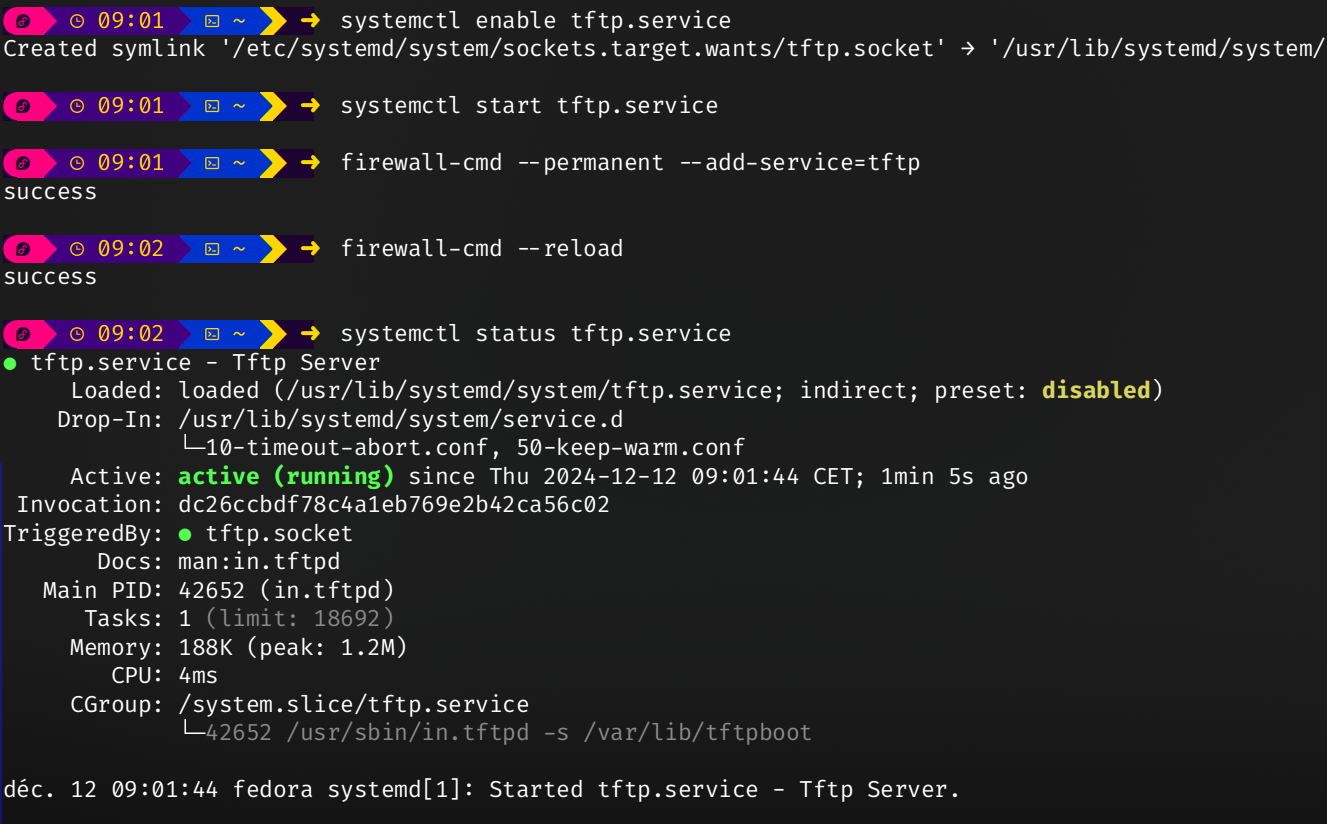 09:01 ~ ➜ systemctl enable tftp.service
Created symlink '/etc/systemd/system/sockets.target.wants/tftp.socket' → '/usr/lib/systemd/system/
09:01 ~ ➜ systemctl start tftp.service
09:01 ~ ➜ firewall-cmd --permanent --add-service=tftp
success
09:02 ~ ➜ firewall-cmd --reload
success
09:02 ~ ➜ systemctl status tftp.service
● tftp.service - Tftp Server
Loaded: loaded (/usr/lib/systemd/system/tftp.service; indirect; preset: disabled)
Drop-In: /usr/lib/systemd/system/service.d
└─10-timeout-abort.conf, 50-keep-warm.conf
Active: active (running) since Thu 2024-12-12 09:01:44 CET; 1min 5s ago
Invocation: dc26ccbdf78c4a1eb769e2b42ca56c02
TriggeredBy: ● tftp.socket
Docs: man:in.tftpd
Main PID: 42652 (in.tftpd)
Tasks: 1 (limit: 18692)
Memory: 188K (peak: 1.2M)
CPU: 4ms
CGroup: /system.slice/tftp.service
└─42652 /usr/sbin/in.tftpd -s /var/lib/tftpboot
déc. 12 09:01:44 fedora systemd[1]: Started tftp.service - Tftp Server.